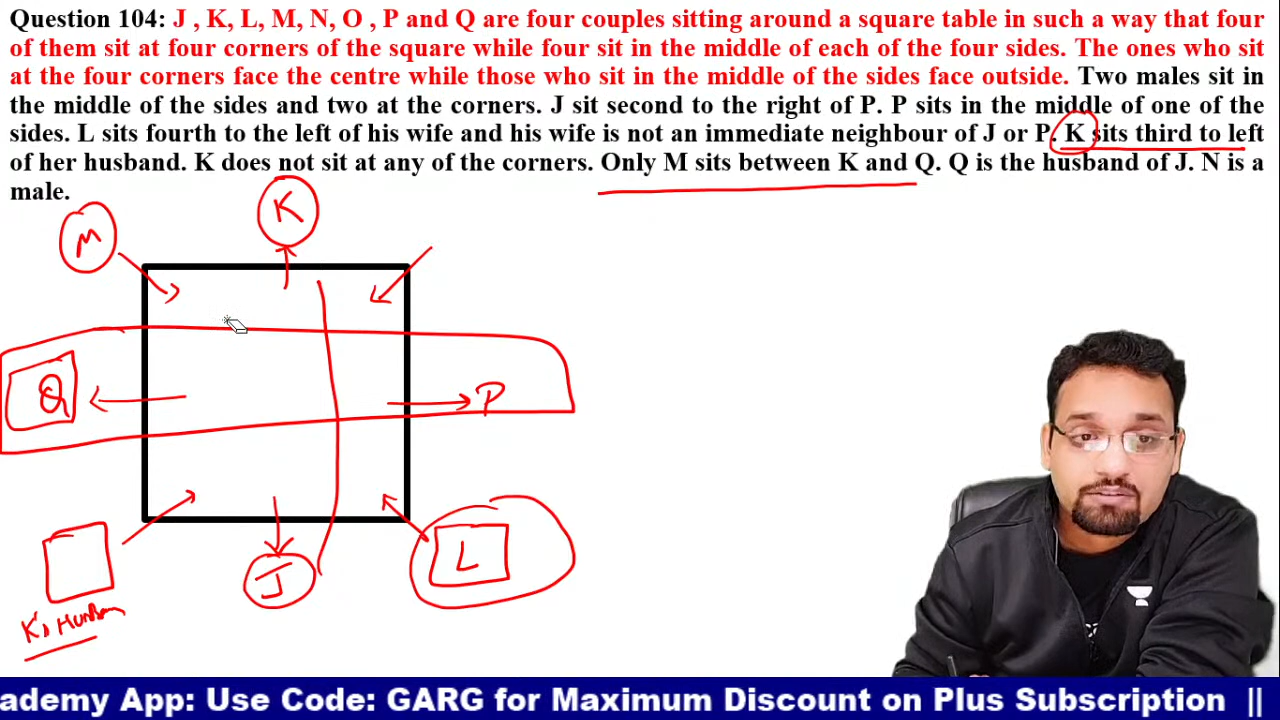 Question 104: J , K, L, M, N, O , P and Q are four couples sitting around a square table in such a way that four
of them sit at four corners of the square while four sit in the middle of each of the four sides. The ones who sit
at the four corners face the centre while those who sit in the middle of the sides face outside. Two males sit in
the middle of the sides and two at the corners. J sit second to the right of P. P sits in the middle of one of the
sides. L sits fourth to the left of his wife and his wife is not an immediate neighbour of J or P. K sits third to left
of her husband. K does not sit at any of the corners. Only M sits between K and Q. Q is the husband of J. N is a
male.
K
M
Q
P
L
J
ademy App: Use Code: GARG for Maximum Discount on Plus Subscription ||